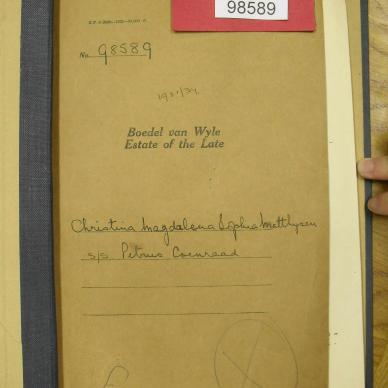 98589
No. 98589
1931/34
Boedel van Wyle
Estate of the Late
Christina Magdalena Sophia Matthysen
s/s Petrus Coenraad